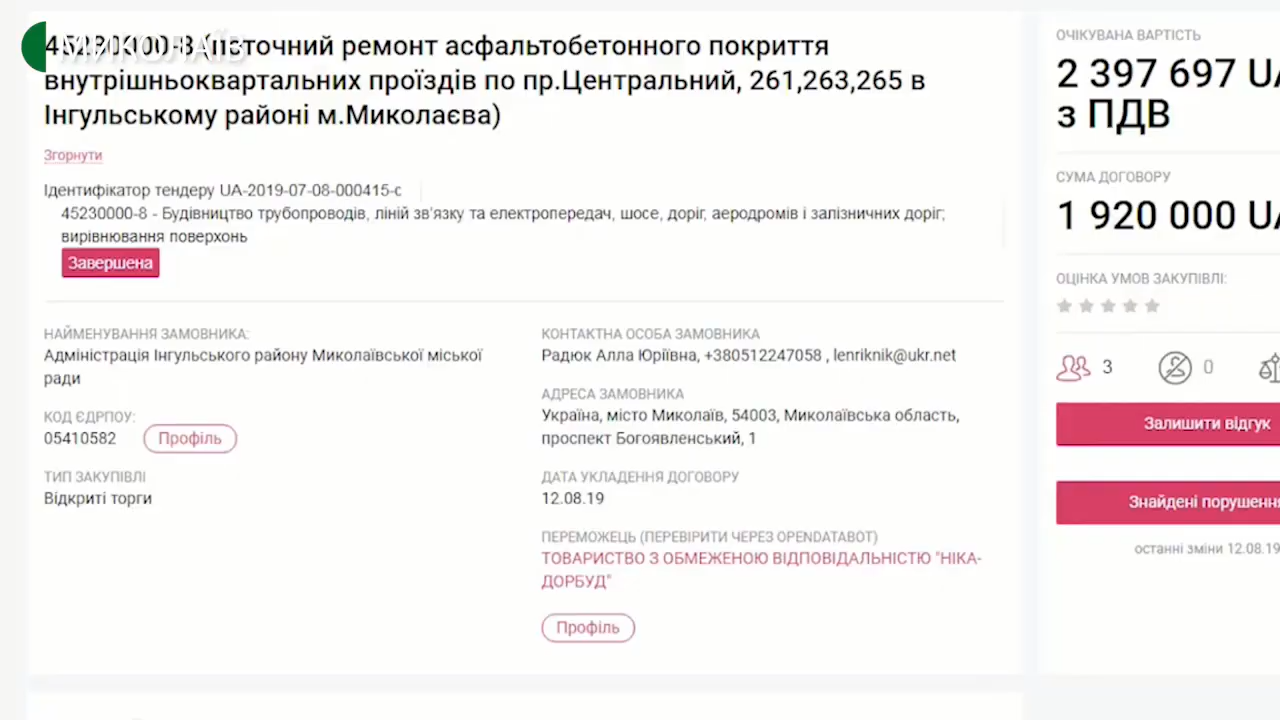 МИКОЛАЇВ
45230000-8 (поточний ремонт асфальтобетонного покриття
внутрішньоквартальних проїздів по пр.Центральний, 261,263,265 в
Інгульському районі м.Миколаєва)
Згорнути
Ідентифікатор тендеру UA-2019-07-08-000415-c
45230000-8 - Будівництво трубопроводів, ліній зв'язку та електропередач, шосе, доріг, аеродромів і залізничних доріг;
вирівнювання поверхонь
Завершена
НАЙМЕНУВАННЯ ЗАМОВНИКА:
Адміністрація Інгульського району Миколаївської міської
ради
КОД ЄДРПОУ:
05410582 Профіль
ТИП ЗАКУПІВЛІ
Відкриті торги
КОНТАКТНА ОСОБА ЗАМОВНИКА
Радюк Алла Юріївна, +380512247058 , lenriknik@ukr.net
АДРЕСА ЗАМОВНИКА
Україна, місто Миколаїв, 54003, Миколаївська область,
проспект Богоявленський, 1
ДАТА УКЛАДЕННЯ ДОГОВОРУ
12.08.19
ПЕРЕМОЖЕЦЬ (ПЕРЕВІРИТИ ЧЕРЕЗ OPENDATABOT)
ТОВАРИСТВО З ОБМЕЖЕНОЮ ВІДПОВІДАЛЬНІСТЮ "НІКА-
ДОРБУД"
Профіль
ОЧІКУВАНА ВАРТІСТЬ
2 397 697 UA
з ПДВ
СУМА ДОГОВОРУ
1 920 000 UA
ОЦІНКА УМОВ ЗАКУПІВЛІ:
3 0
Залишити відгук
Знайдені порушення
останні зміни 12.08.19